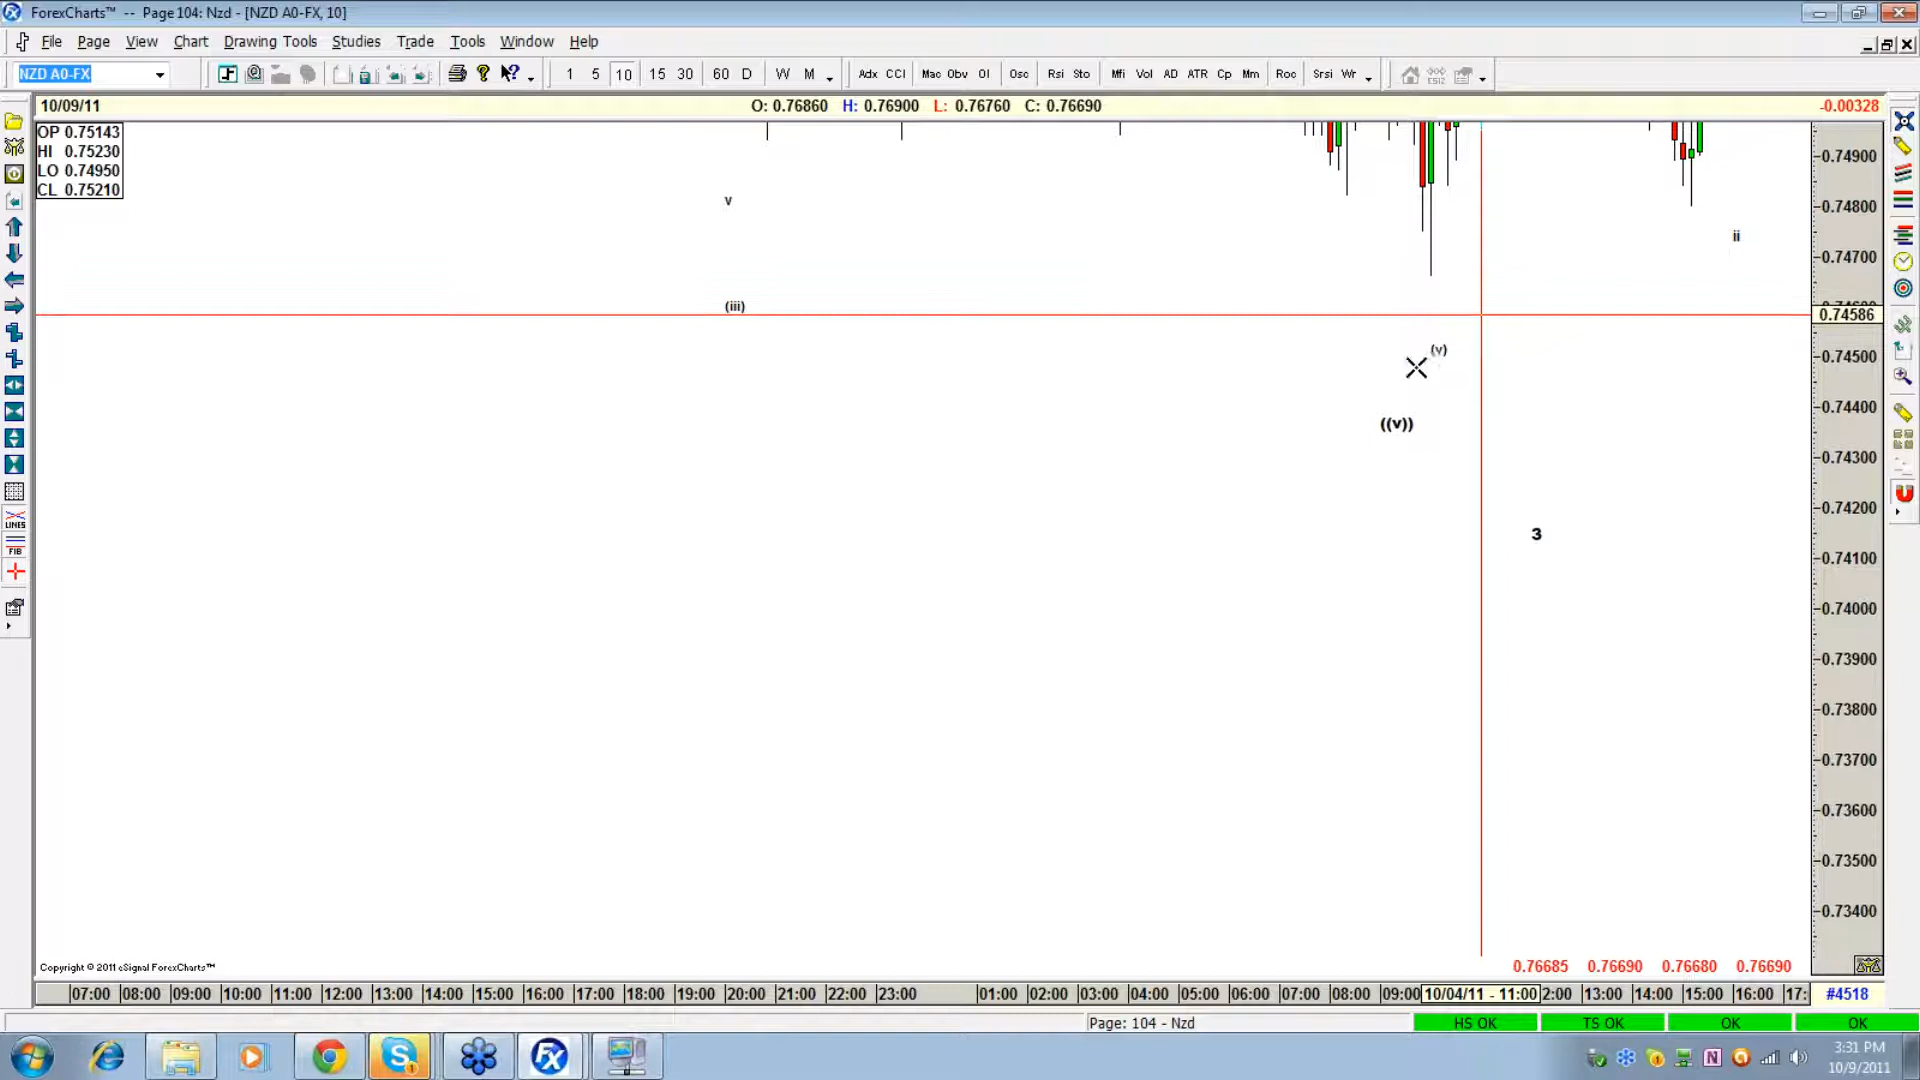 ForexCharts™ -- Page 104: Nzd - [NZD A0-FX, 10]
File Page View Chart Drawing Tools Studies Trade Tools Window Help
NZD A0-FX 1 5 10 15 30 60 D W M Adx CCI Mac Obv OI Osc Rsi Sto Mfi Vol AD ATR Cp Mm Roc Srsi Wr
10/09/11 O: 0.76860 H: 0.76900 L: 0.76760 C: 0.76690 -0.00328
OP 0.75143
HI 0.75230
LO 0.74950
CL 0.75210
0.74900
v
0.74800
ii
0.74700
(iii)
0.74586
(v)
0.74500
0.74400
((v))
0.74300
0.74200
LINES
3
FIB
0.74100
0.74000
0.73900
0.73800
0.73700
0.73600
0.73500
0.73400
Copyright © 2011 eSignal ForexCharts™
0.76685 0.76690 0.76680 0.76690
07:00 08:00 09:00 10:00 11:00 12:00 13:00 14:00 15:00 16:00 17:00 18:00 19:00 20:00 21:00 22:00 23:00 01:00 02:00 03:00 04:00 05:00 06:00 07:00 08:00 09:00 10/04/11 - 11:00 2:00 13:00 14:00 15:00 16:00 17: #4518
Page: 104 - Nzd HS OK TS OK OK OK
3:31 PM
10/9/2011